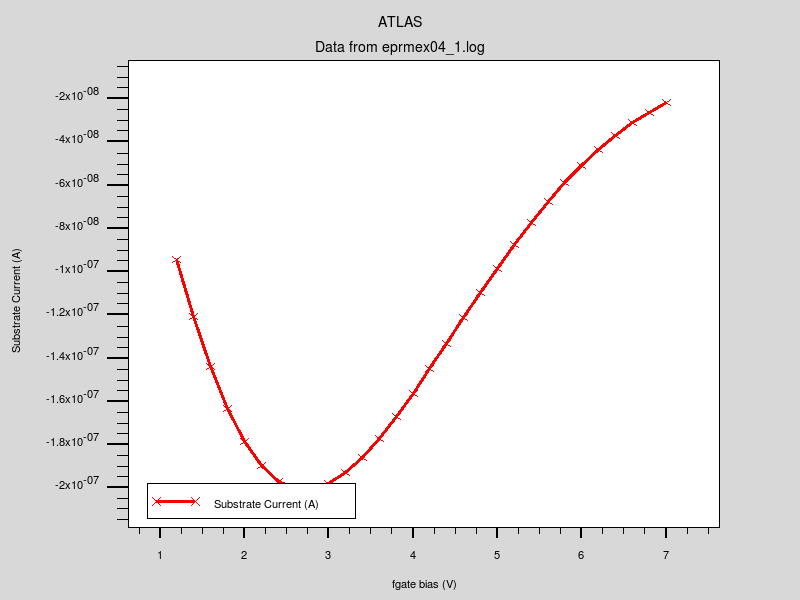 ATLAS
Data from eprmex04_1.log
Substrate Current (A)
-2x10-08
-4x10-08
-6x10-08
-8x10-08
-1x10-07
-1.2x10-07
-1.4x10-07
-1.6x10-07
-1.8x10-07
-2x10-07
Substrate Current (A)
1 2 3 4 5 6 7
fgate bias (V)